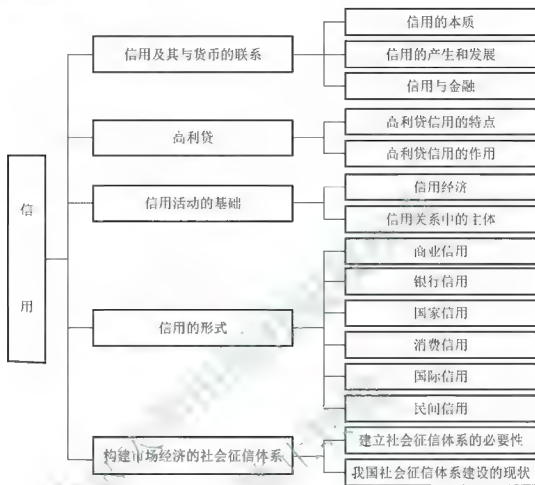 信用
信用及其与货币的联系
信用的本质
信用的产生和发展
信用与金融
高利贷
高利贷信用的特点
高利贷信用的作用
信用活动的基础
信用经济
信用关系中的主体
信用的形式
商业信用
银行信用
国家信用
消费信用
国际信用
民间信用
构建市场经济的社会征信体系
建立社会征信体系的必要性
我国社会征信体系建设的现状